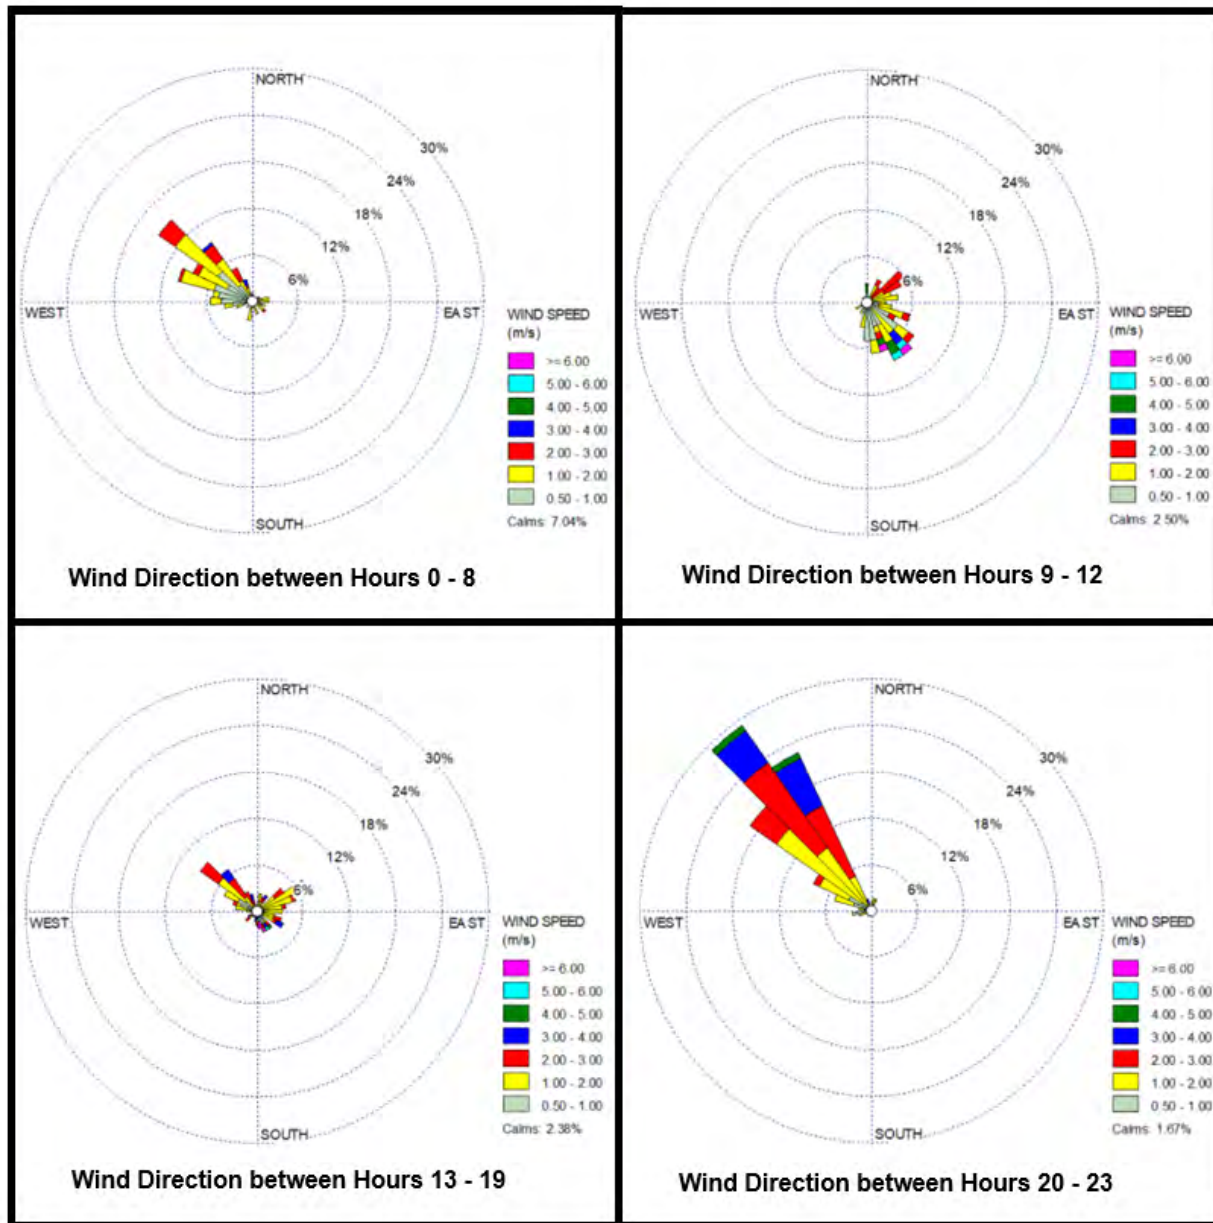 NORTH
30%
24%
18%
12%
6%
WEST
EAST
WIND SPEED
(m/s)
>= 6.00
5.00 - 6.00
4.00 - 5.00
3.00 - 4.00
2.00 - 3.00
1.00 - 2.00
0.50 - 1.00
Calms: 7.04%
SOUTH
Wind Direction between Hours 0 - 8
NORTH
30%
24%
18%
12%
6%
WEST
EAST
WIND SPEED
(m/s)
>= 6.00
5.00 - 6.00
4.00 - 5.00
3.00 - 4.00
2.00 - 3.00
1.00 - 2.00
0.50 - 1.00
Calms: 2.50%
SOUTH
Wind Direction between Hours 9 - 12
NORTH
30%
24%
18%
12%
6%
WEST
EAST
WIND SPEED
(m/s)
>= 6.00
5.00 - 6.00
4.00 - 5.00
3.00 - 4.00
2.00 - 3.00
1.00 - 2.00
0.50 - 1.00
Calms: 2.38%
SOUTH
Wind Direction between Hours 13 - 19
NORTH
30%
24%
18%
12%
6%
WEST
EAST
WIND SPEED
(m/s)
>= 6.00
5.00 - 6.00
4.00 - 5.00
3.00 - 4.00
2.00 - 3.00
1.00 - 2.00
0.50 - 1.00
Calms: 1.67%
SOUTH
Wind Direction between Hours 20 - 23